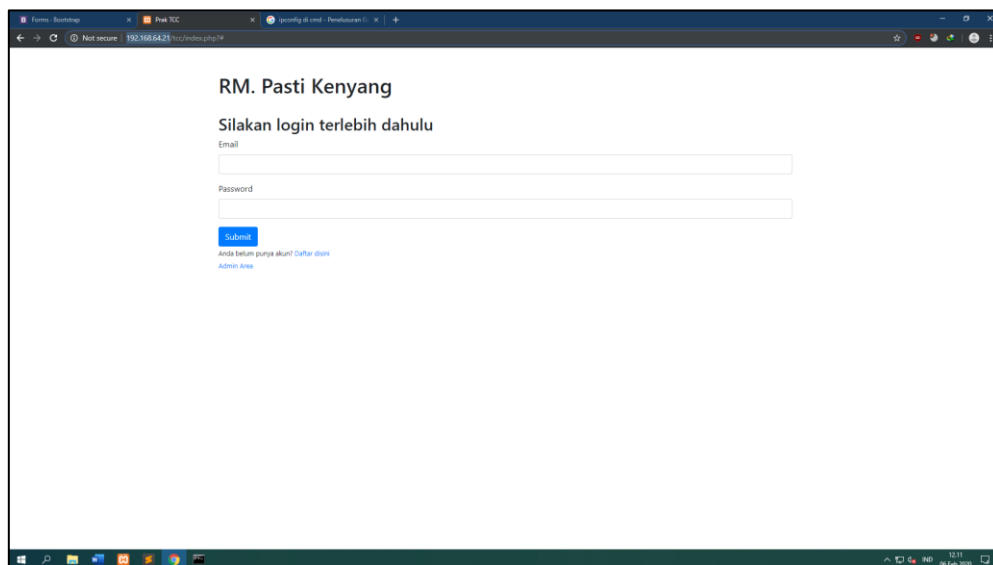 Forms · Bootstrap
Prak TCC
ipconfig di cmd - Penelusuran G
Not secure
192.168.64.21/tcc/index.php?#
RM. Pasti Kenyang
Silakan login terlebih dahulu
Email
Password
Submit
Anda belum punya akun? Daftar disini
Admin Area
IND
12.11
06 Feb 2020